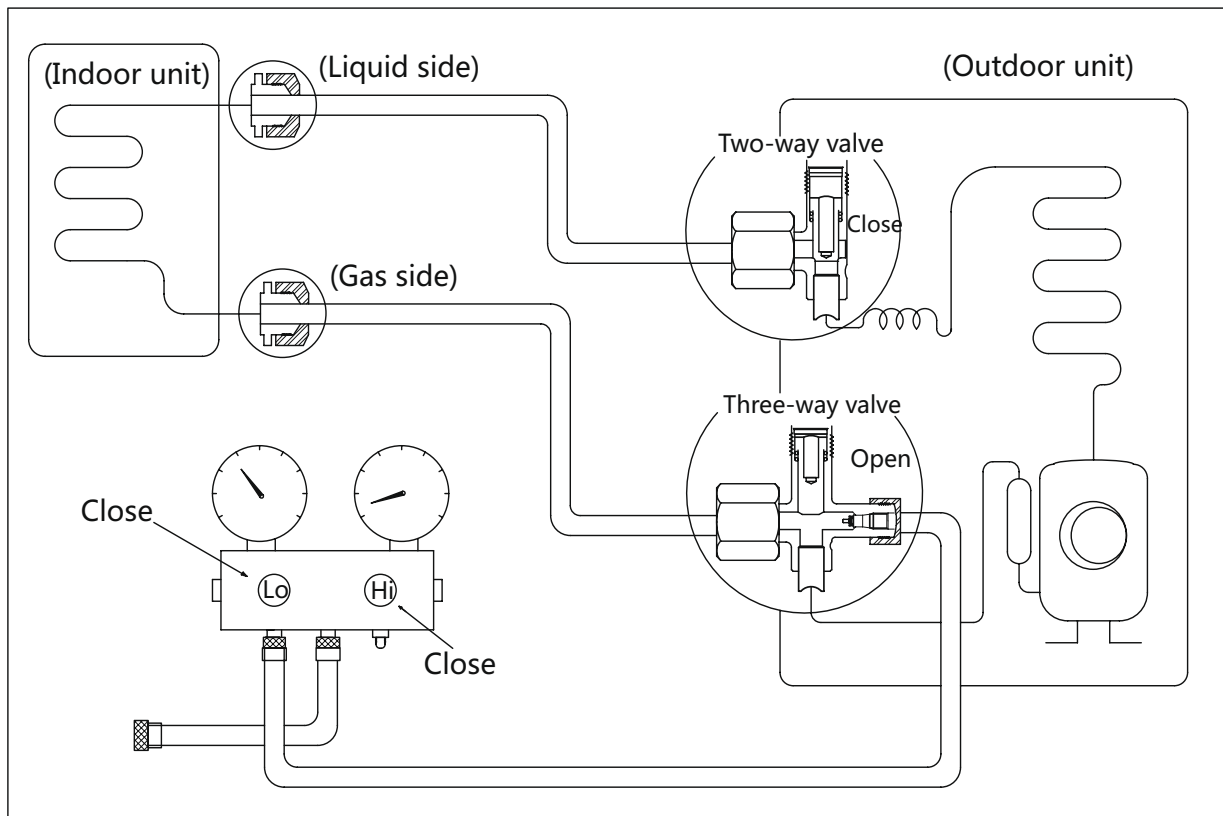 (Indoor unit)
(Liquid side)
(Outdoor unit)
Two-way valve
Close
(Gas side)
Three-way valve
Open
Close
Lo
Hi
Close